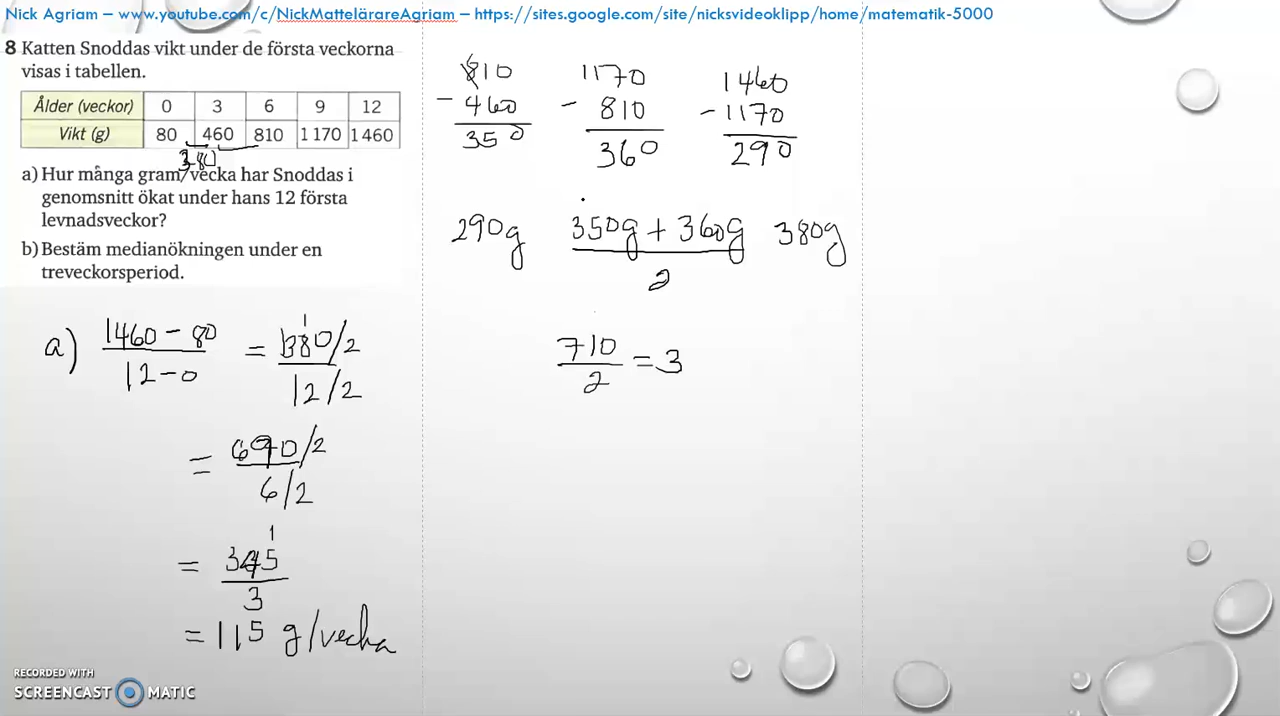 Nick Agriam – www.youtube.com/c/NickMattelärareAgriam – https://sites.google.com/site/nicksvideoklipp/home/matematik-5000
8 Katten Snoddas vikt under de första veckorna
visas i tabellen.
Ålder (veckor) 0 3 6 9 12
Vikt (g) 80 460 810 1170 1460
380
a) Hur många gram/vecka har Snoddas i
genomsnitt ökat under hans 12 första
levnadsveckor?
b) Bestäm medianökningen under en
treveckorsperiod.
a) 1460 - 80 = 1380/2
12 - 0 12/2
= 690/2
6/2
= 345
3
= 115 g/vecka
810 1170 1460
- 460 - 810 - 1170
350 360 290
290g 350g + 360g 380g
2
710 = 3
2
RECORDED WITH
SCREENCAST MATIC